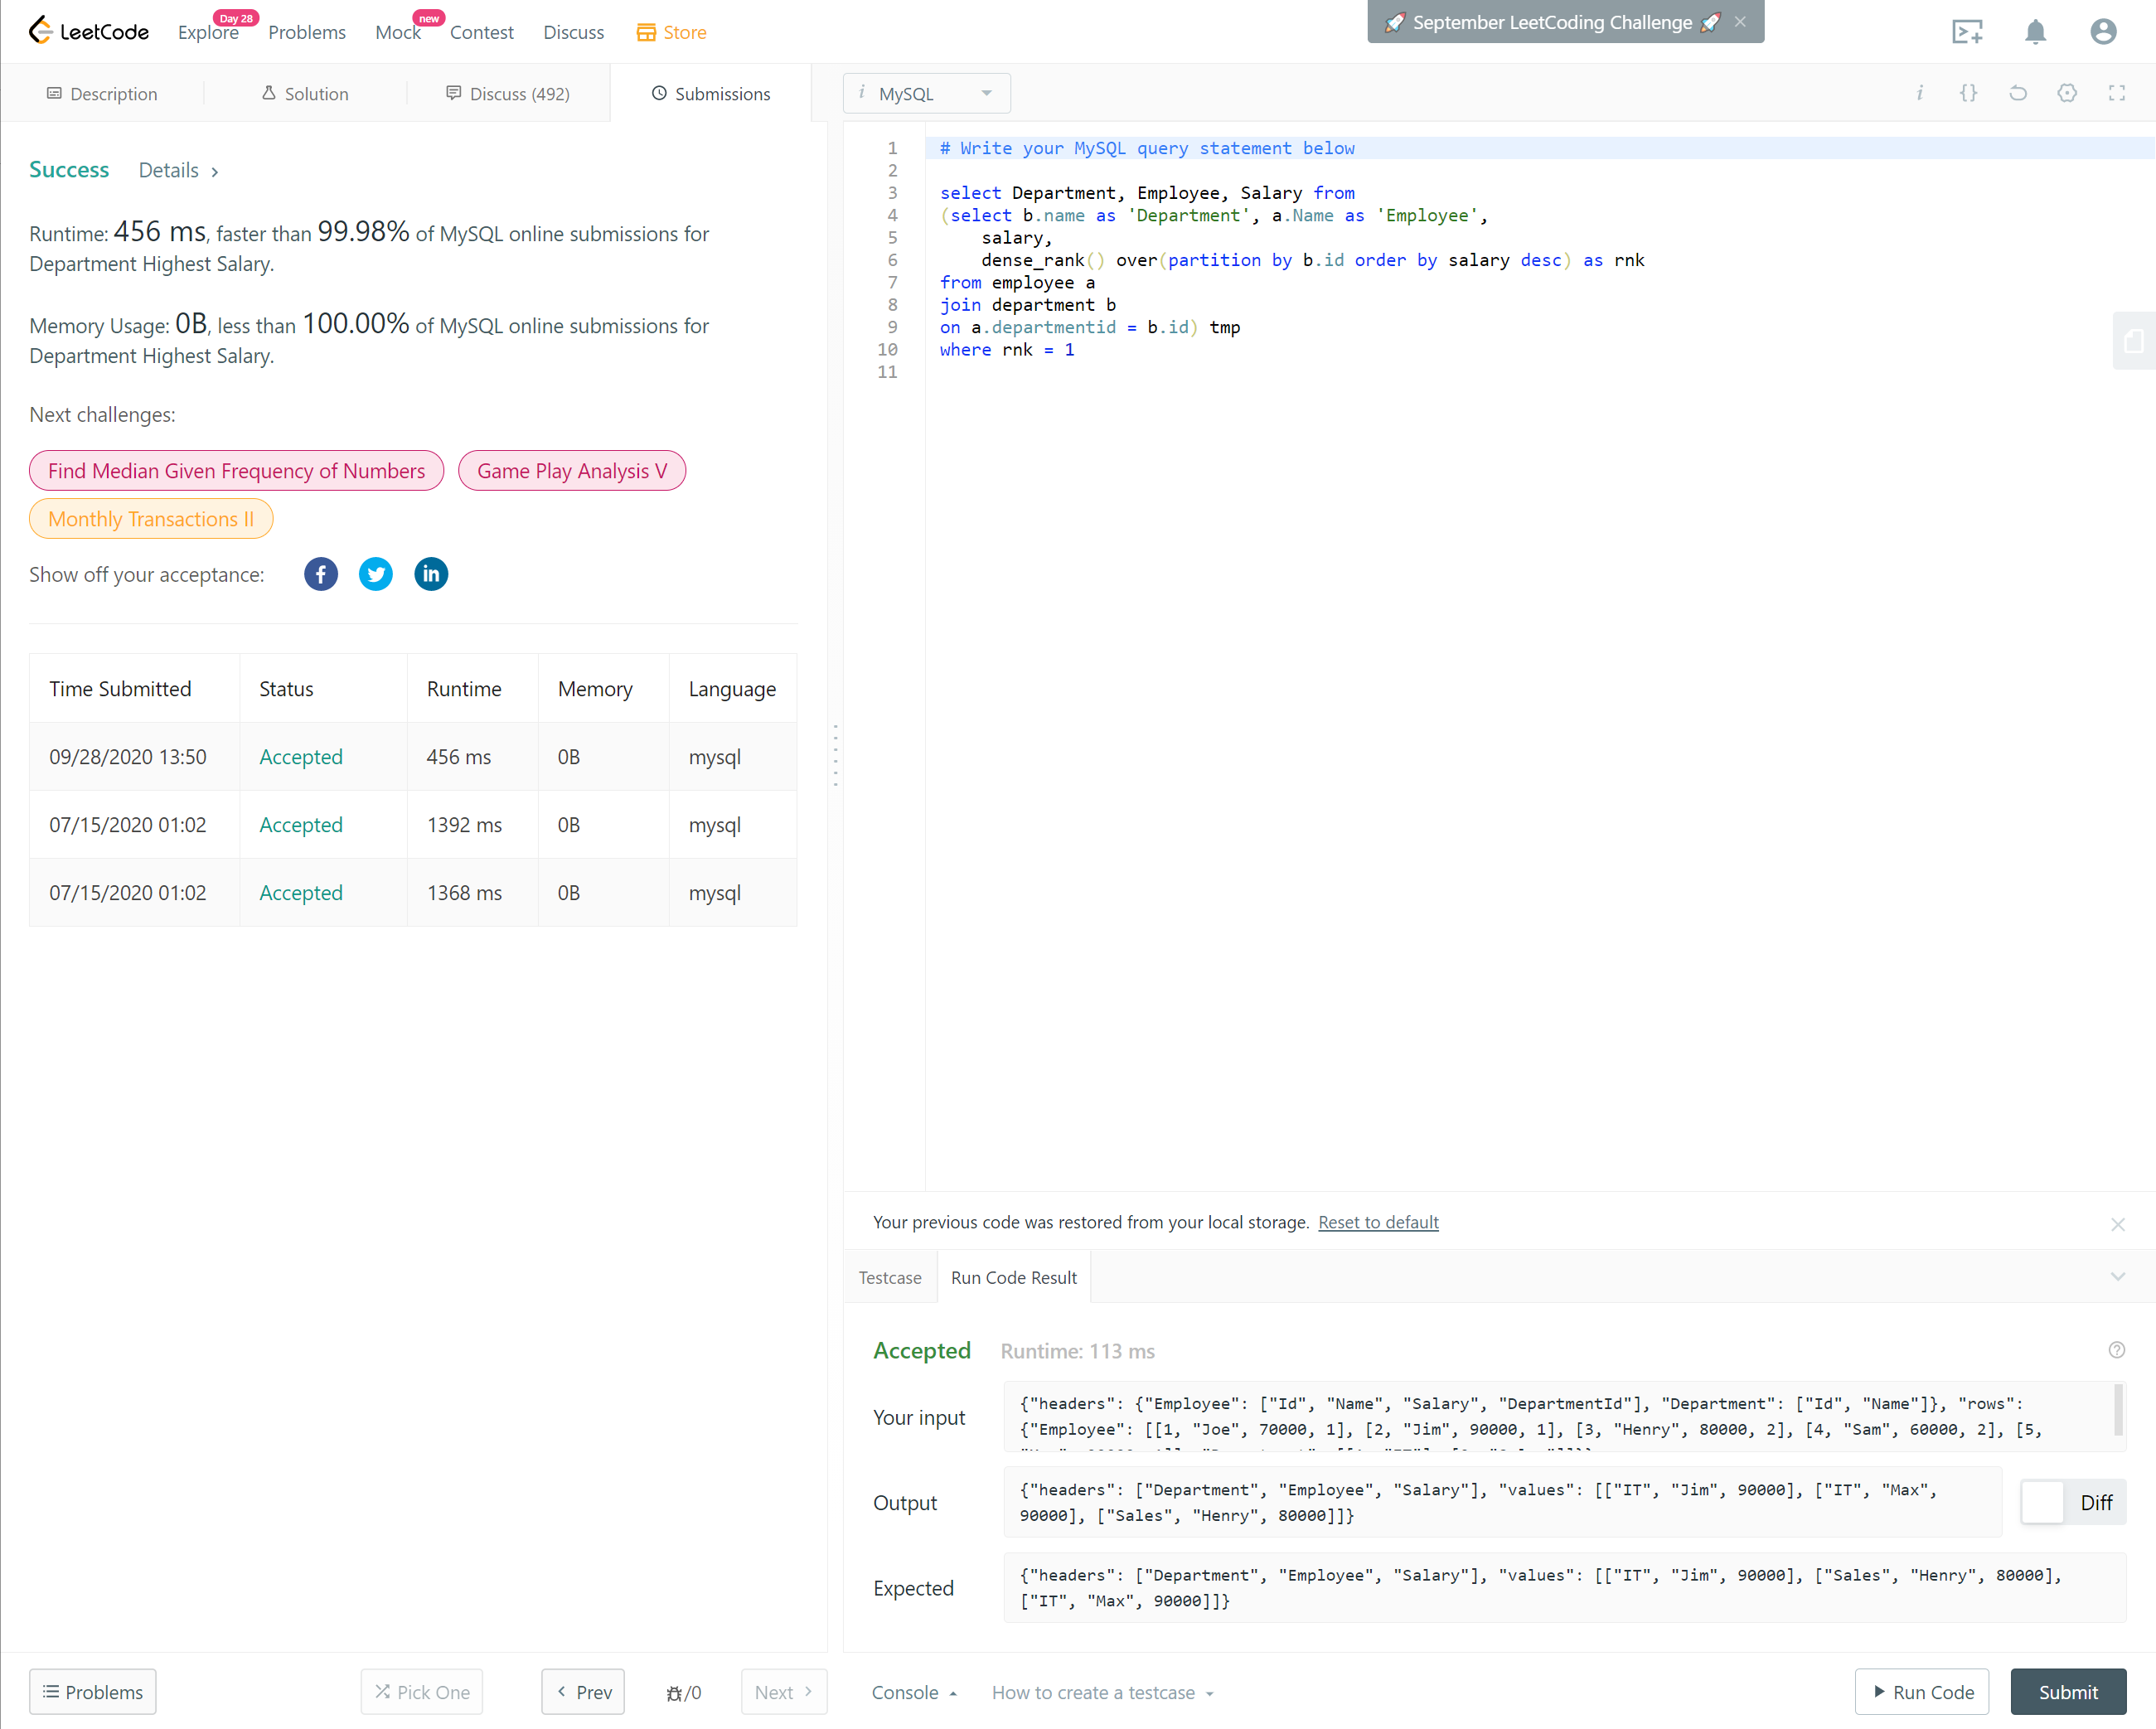 LeetCode
Explore
Day 28
Problems
Mock
new
Contest
Discuss
Store
🚀 September LeetCoding Challenge 🚀
Description
Solution
Discuss (492)
Submissions
Success
Details
Runtime: 456 ms, faster than 99.98% of MySQL online submissions for
Department Highest Salary.
Memory Usage: 0B, less than 100.00% of MySQL online submissions for
Department Highest Salary.
Next challenges:
Find Median Given Frequency of Numbers
Game Play Analysis V
Monthly Transactions II
Show off your acceptance:
Time Submitted Status Runtime Memory Language
09/28/2020 13:50 Accepted 456 ms 0B mysql
07/15/2020 01:02 Accepted 1392 ms 0B mysql
07/15/2020 01:02 Accepted 1368 ms 0B mysql
Problems
Pick One
Prev
/0
Next
MySQL
1 # Write your MySQL query statement below
2
3 select Department, Employee, Salary from
4 (select b.name as 'Department', a.Name as 'Employee',
5 salary,
6 dense_rank() over(partition by b.id order by salary desc) as rnk
7 from employee a
8 join department b
9 on a.departmentid = b.id) tmp
10 where rnk = 1
11
Your previous code was restored from your local storage. Reset to default
Testcase
Run Code Result
Accepted
Runtime: 113 ms
Your input
{"headers": {"Employee": ["Id", "Name", "Salary", "DepartmentId"], "Department": ["Id", "Name"]}, "rows":
{"Employee": [[1, "Joe", 70000, 1], [2, "Jim", 90000, 1], [3, "Henry", 80000, 2], [4, "Sam", 60000, 2], [5,
Output
{"headers": ["Department", "Employee", "Salary"], "values": [["IT", "Jim", 90000], ["IT", "Max",
90000], ["Sales", "Henry", 80000]]}
Diff
Expected
{"headers": ["Department", "Employee", "Salary"], "values": [["IT", "Jim", 90000], ["Sales", "Henry", 80000],
["IT", "Max", 90000]]}
Console
How to create a testcase
Run Code
Submit